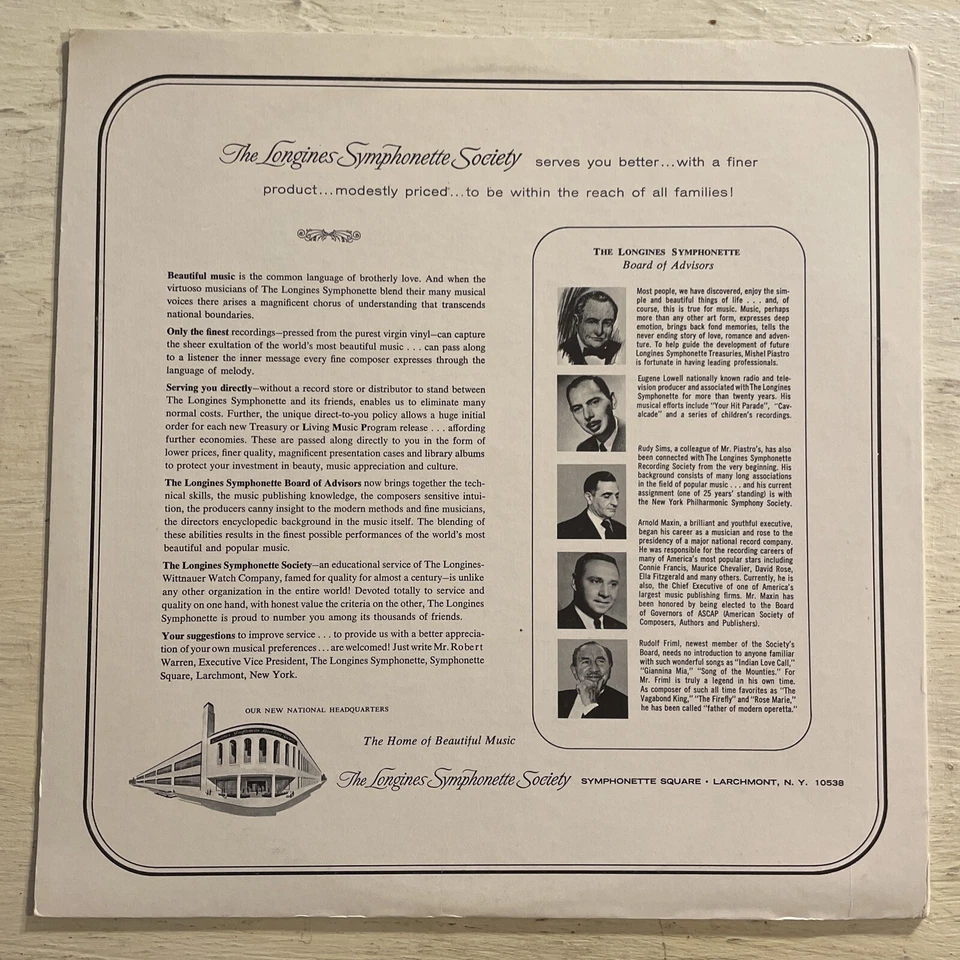 The Longines Symphonette Society serves you better...with a finer
product...modestly priced...to be within the reach of all families!
Beautiful music is the common language of brotherly love. And when the
virtuoso musicians of The Longines Symphonette blend their many musical
voices there arises a magnificent chorus of understanding that transcends
national boundaries.
Only the finest recordings—pressed from the purest virgin vinyl—can capture
the sheer exultation of the world's most beautiful music . . . can pass along
to a listener the inner message every fine composer expresses through the
language of melody.
Serving you directly—without a record store or distributor to stand between
The Longines Symphonette and its friends, enables us to eliminate many
normal costs. Further, the unique direct-to-you policy allows a huge initial
order for each new Treasury or Living Music Program release . . . affording
further economies. These are passed along directly to you in the form of
lower prices, finer quality, magnificent presentation cases and library albums
to protect your investment in beauty, music appreciation and culture.
The Longines Symphonette Board of Advisors now brings together the tech-
nical skills, the music publishing knowledge, the composers sensitive intui-
tion, the producers canny insight to the modern methods and fine musicians,
the directors encyclopedic background in the music itself. The blending of
these abilities results in the finest possible performances of the world's most
beautiful and popular music.
The Longines Symphonette Society—an educational service of The Longines-
Wittnauer Watch Company, famed for quality for almost a century—is unlike
any other organization in the entire world! Devoted totally to service and
quality on one hand, with honest value the criteria on the other, The Longines
Symphonette is proud to number you among its thousands of friends.
Your suggestions to improve service . . . to provide us with a better apprecia-
tion of your own musical preferences . . . are welcomed! Just write Mr. Robert
Warren, Executive Vice President, The Longines Symphonette, Symphonette
Square, Larchmont, New York.
THE LONGINES SYMPHONETTE
Board of Advisors
Most people, we have discovered, enjoy the sim-
ple and beautiful things of life . . . and, of
course, this is true for music. Music, perhaps
more than any other art form, expresses deep
emotion, brings back fond memories, tells the
never ending story of love, romance and adven-
ture. To help guide the development of future
Longines Symphonette Treasuries, Mishel Piastro
is fortunate in having leading professionals.
Eugene Lowell nationally known radio and tele-
vision producer and associated with The Longines
Symphonette for more than twenty years. His
musical efforts include "Your Hit Parade", "Cav-
alcade" and a series of children's recordings.
Rudy Sims, a colleague of Mr. Piastro's, has also
been connected with The Longines Symphonette
Recording Society from the very beginning. His
background consists of many long associations
in the field of popular music . . . and his current
assignment (one of 25 years' standing) is with
the New York Philharmonic Symphony Society.
Arnold Maxin, a brilliant and youthful executive,
began his career as a musician and rose to the
presidency of a major national record company.
He was responsible for the recording careers of
many of America's most popular stars including
Connie Francis, Maurice Chevalier, David Rose,
Ella Fitzgerald and many others. Currently, he is
also, the Chief Executive of one of America's
largest music publishing firms. Mr. Maxin has
been honored by being elected to the Board
of Governors of ASCAP (American Society of
Composers, Authors and Publishers).
Rudolf Friml, newest member of the Society's
Board, needs no introduction to anyone familiar
with such wonderful songs as "Indian Love Call,"
"Giannina Mia," "Song of the Mounties." For
Mr. Friml is truly a legend in his own time.
As composer of such all time favorites as "The
Vagabond King," "The Firefly" and "Rose Marie,"
he has been called "father of modern operetta."
OUR NEW NATIONAL HEADQUARTERS
The Home of Beautiful Music
The Longines Symphonette Society SYMPHONETTE SQUARE • LARCHMONT, N. Y. 10538